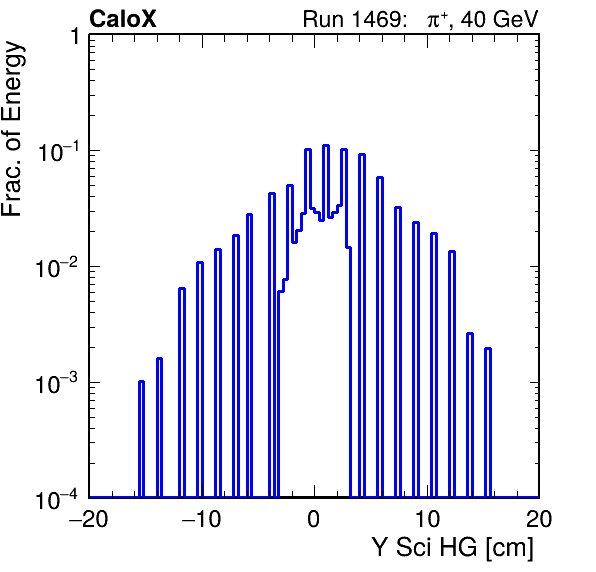 CaloX Run 1469: π⁺, 40 GeV
Frac. of Energy
1
10⁻¹
10⁻²
10⁻³
10⁻⁴
−20 −10 0 10 20
Y Sci HG [cm]